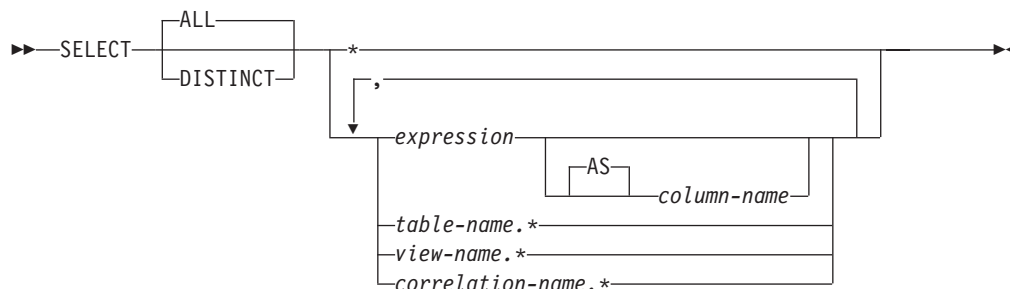 ALL
SELECT
*
DISTINCT
,
expression
AS
column-name
table-name.*
view-name.*
correlation-name.*